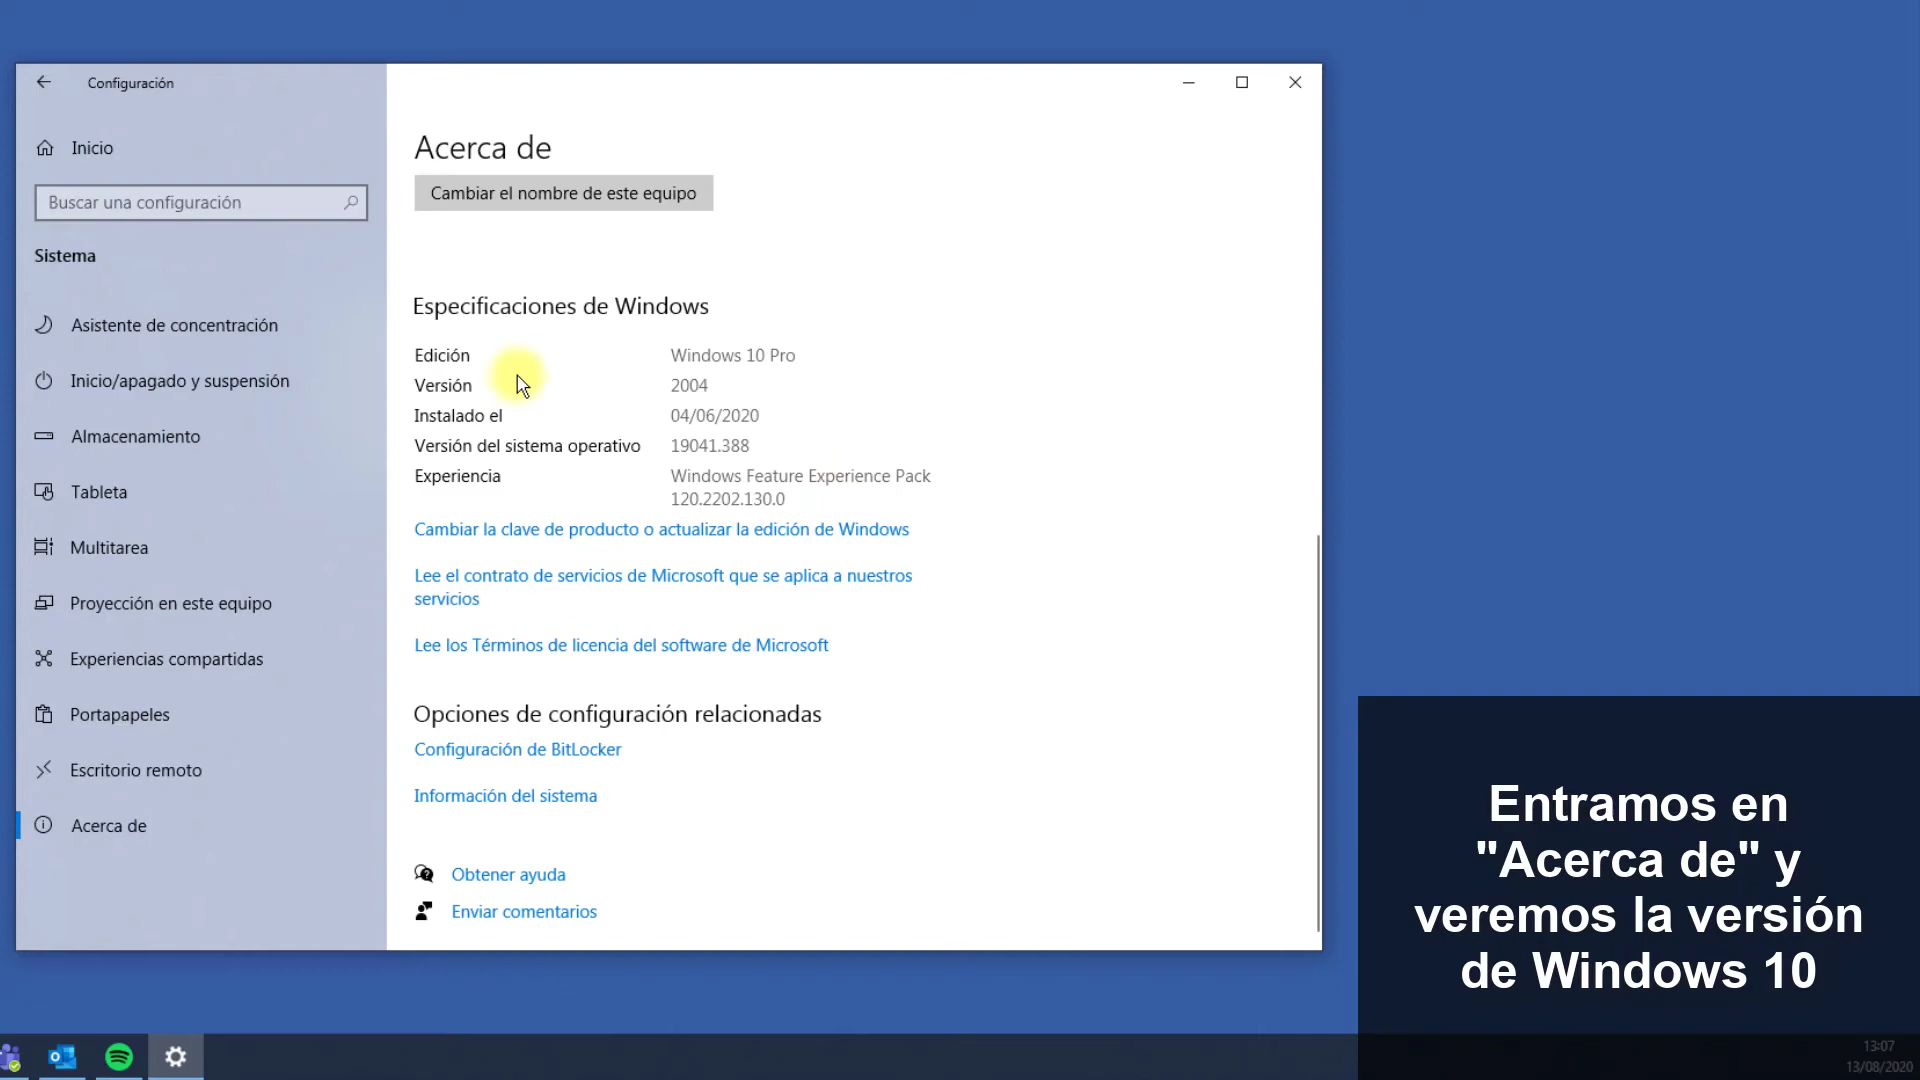 Configuración
Inicio
Buscar una configuración
Sistema
Asistente de concentración
Inicio/apagado y suspensión
Almacenamiento
Tableta
Multitarea
Proyección en este equipo
Experiencias compartidas
Portapapeles
Escritorio remoto
Acerca de
Acerca de
Cambiar el nombre de este equipo
Especificaciones de Windows
Edición Windows 10 Pro
Versión 2004
Instalado el 04/06/2020
Versión del sistema operativo 19041.388
Experiencia Windows Feature Experience Pack
120.2202.130.0
Cambiar la clave de producto o actualizar la edición de Windows
Lee el contrato de servicios de Microsoft que se aplica a nuestros
servicios
Lee los Términos de licencia del software de Microsoft
Opciones de configuración relacionadas
Configuración de BitLocker
Información del sistema
Obtener ayuda
Enviar comentarios
Entramos en
"Acerca de" y
veremos la versión
de Windows 10
13:07
13/08/2020